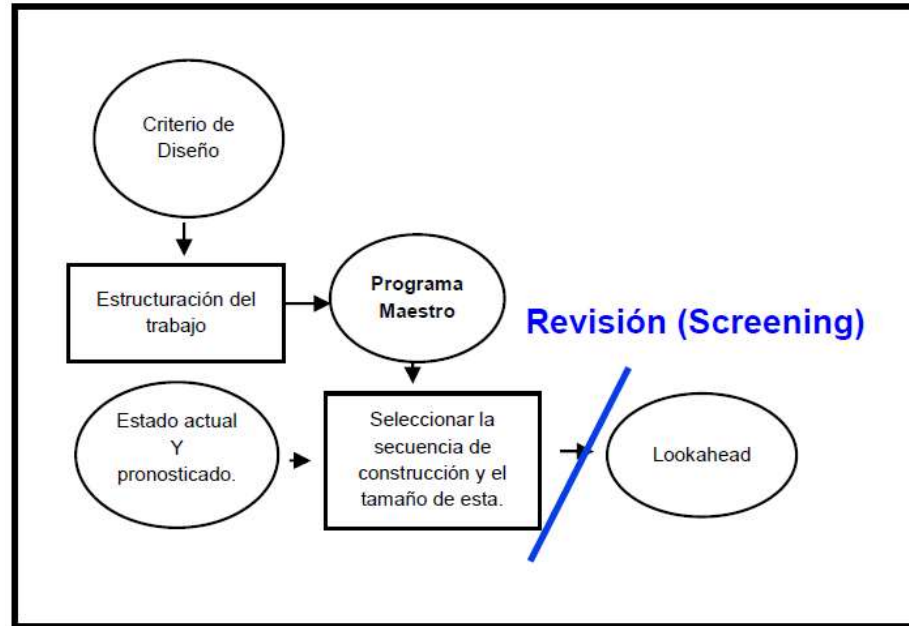 Criterio de
Diseño
Estructuración del
trabajo
Programa
Maestro
Revisión (Screening)
Estado actual
Y
pronosticado.
Seleccionar la
secuencia de
construcción y el
tamaño de esta.
Lookahead